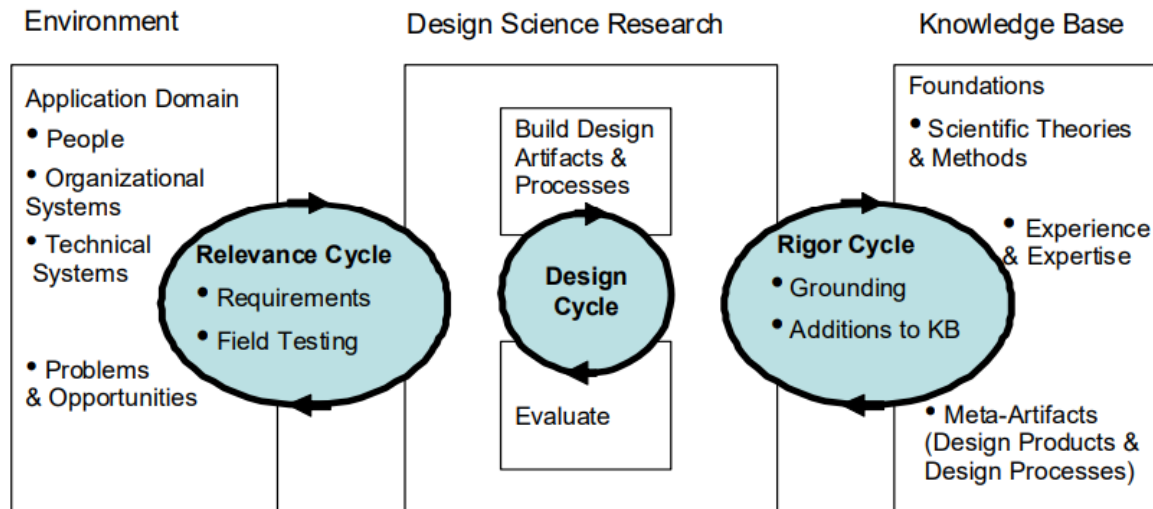 Environment
Design Science Research
Knowledge Base
Application Domain
• People
• Organizational
Systems
• Technical
Systems
• Problems
& Opportunities
Relevance Cycle
• Requirements
• Field Testing
Build Design
Artifacts &
Processes
Design
Cycle
Evaluate
Rigor Cycle
• Grounding
• Additions to KB
Foundations
• Scientific Theories
& Methods
• Experience
& Expertise
• Meta-Artifacts
(Design Products &
Design Processes)